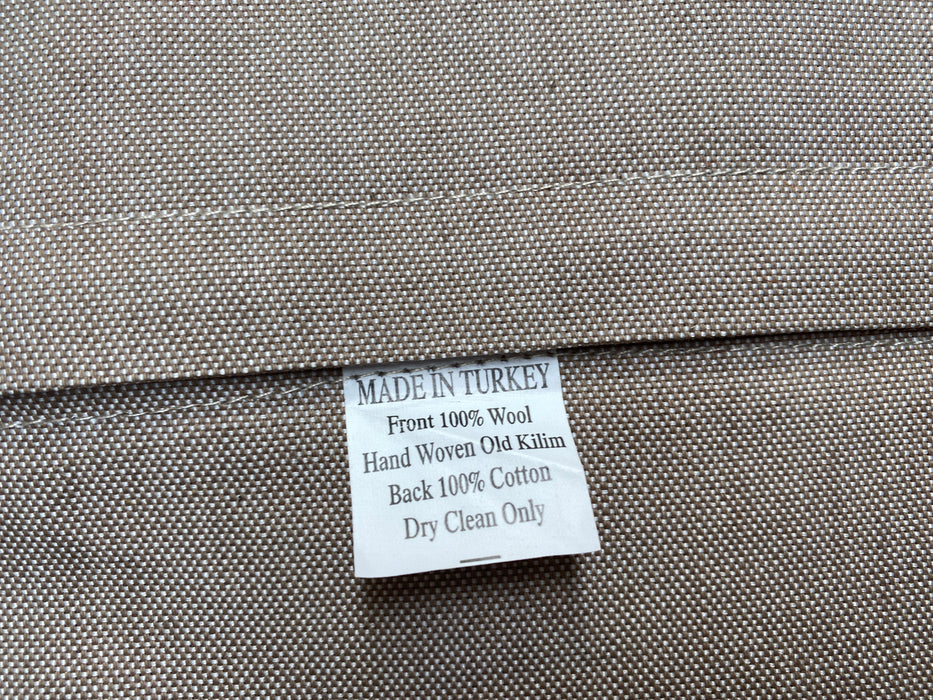 MADE IN TURKEY
Front 100% Wool
Hand Woven Old Kilim
Back 100% Cotton
Dry Clean Only